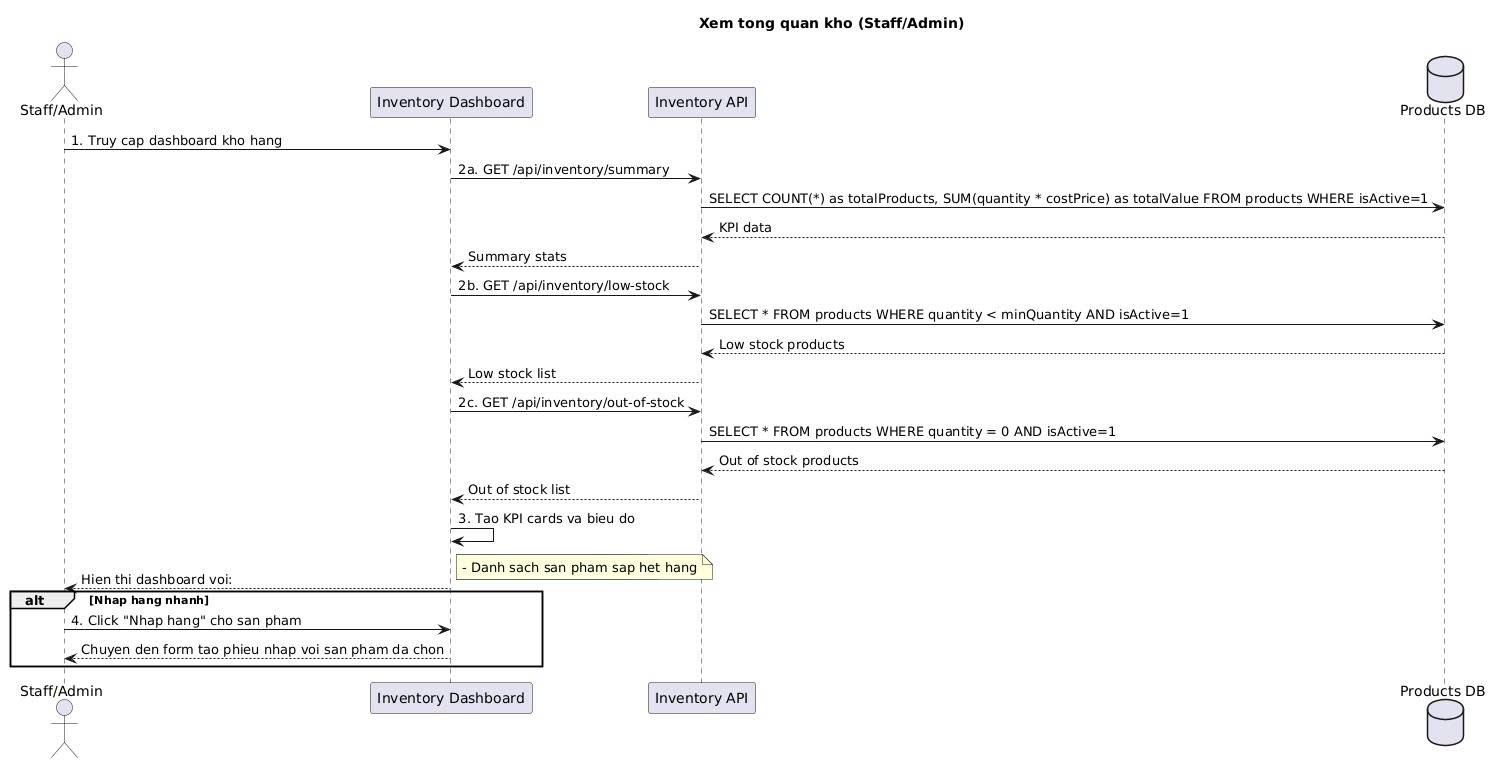 Xem tong quan kho (Staff/Admin)
Staff/Admin
Inventory Dashboard
Inventory API
Products DB
1. Truy cap dashboard kho hang
2a. GET /api/inventory/summary
SELECT COUNT(*) as totalProducts, SUM(quantity * costPrice) as totalValue FROM products WHERE isActive=1
KPI data
Summary stats
2b. GET /api/inventory/low-stock
SELECT * FROM products WHERE quantity < minQuantity AND isActive=1
Low stock products
Low stock list
2c. GET /api/inventory/out-of-stock
SELECT * FROM products WHERE quantity = 0 AND isActive=1
Out of stock products
Out of stock list
3. Tao KPI cards va bieu do
- Danh sach san pham sap het hang
Hien thi dashboard voi:
alt [Nhap hang nhanh]
4. Click "Nhap hang" cho san pham
Chuyen den form tao phieu nhap voi san pham da chon
Staff/Admin
Inventory Dashboard
Inventory API
Products DB